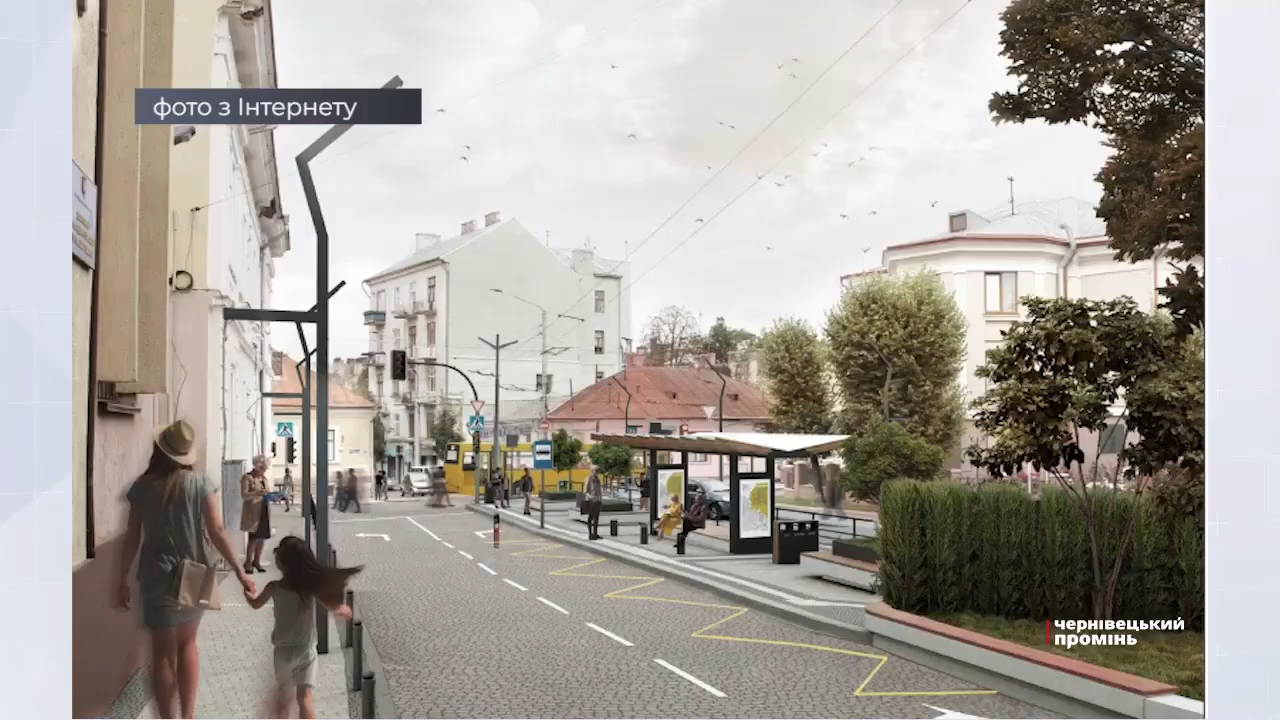 фото з Інтернету
чернівецький
промінь